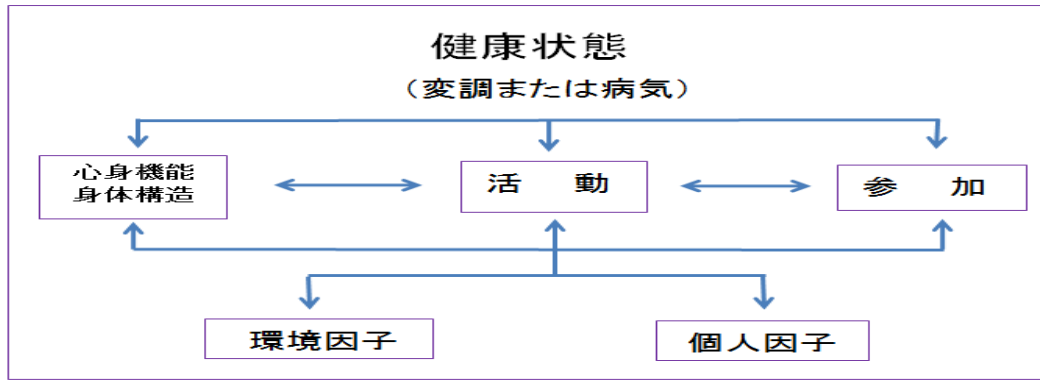 健康状態
（変調または病気）
心身機能
身体構造
活　動
参　加
環境因子
個人因子